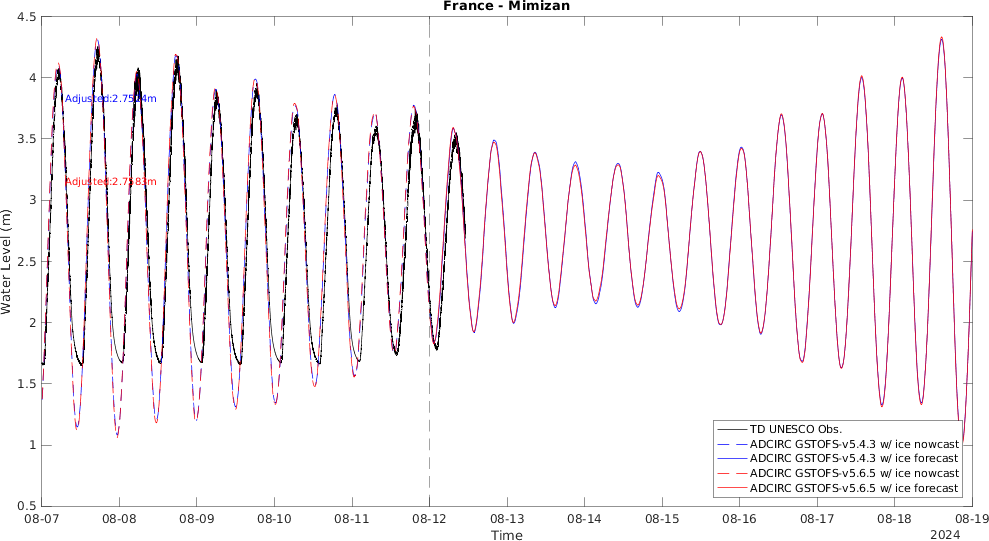 France - Mimizan
4.5
4
3.5
3
2.5
2
1.5
1
0.5
Water Level (m)
Adjusted:2.7524m
Adjusted:2.7583m
TD UNESCO Obs.
ADCIRC GSTOFS-v5.4.3 w/ ice nowcast
ADCIRC GSTOFS-v5.4.3 w/ ice forecast
ADCIRC GSTOFS-v5.6.5 w/ ice nowcast
ADCIRC GSTOFS-v5.6.5 w/ ice forecast
08-07 08-08 08-09 08-10 08-11 08-12 08-13 08-14 08-15 08-16 08-17 08-18 08-19
Time
2024